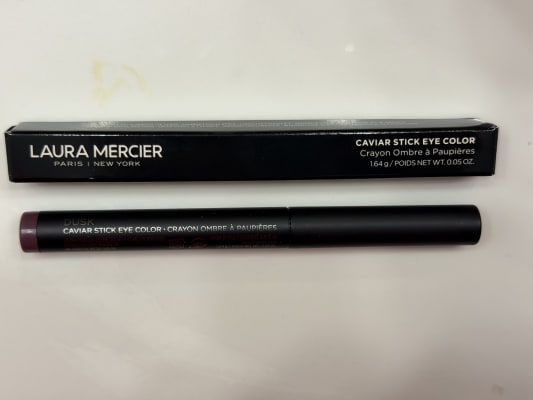 LAURA MERCIER
PARIS | NEW YORK
CAVIAR STICK EYE COLOR
Crayon Ombre à Paupières
1.64 g / POIDS NET WT. 0.05 OZ.
DUSK
CAVIAR STICK EYE COLOR • CRAYON OMBRE À PAUPIÈRES